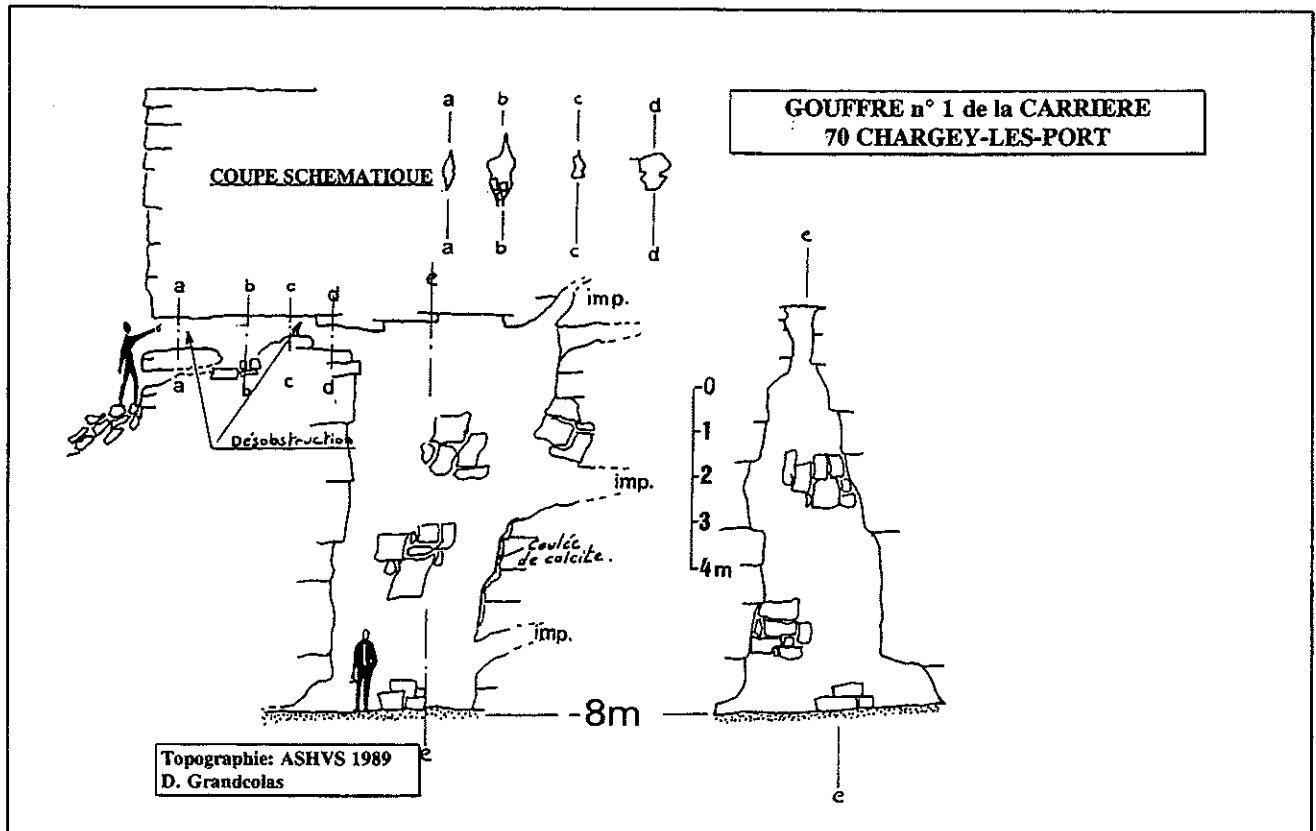 GOUFFRE n° 1 de la CARRIERE
70 CHARGEY-LES-PORT
a b c d
COUPE SCHEMATIQUE
a b c d
e
e
a b c d
imp.
a b c d
Désobstruction
imp.
0
1
2
3
4m
coulée
de calcite.
imp.
-8m
e
e
Topographie: ASHVS 1989
D. Grandcolas